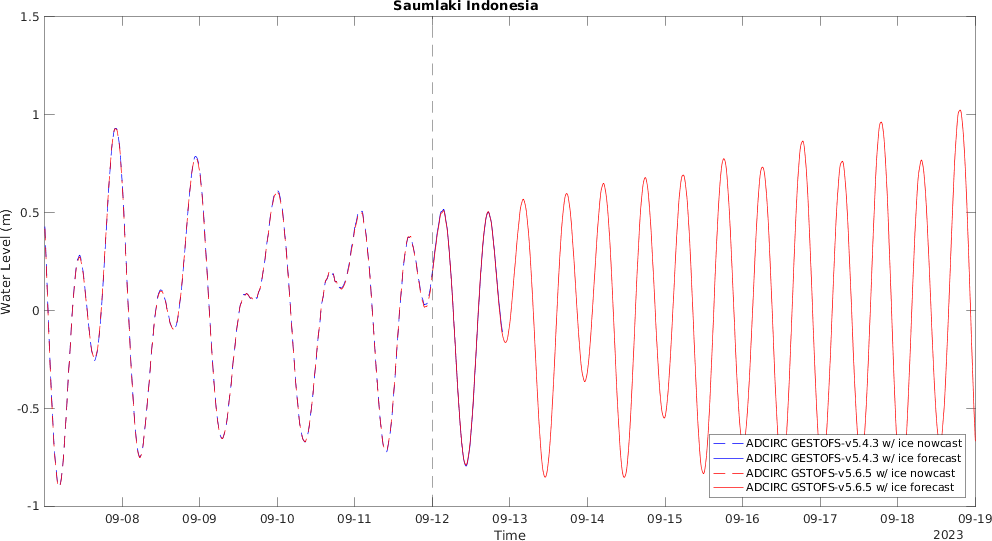 Saumlaki Indonesia
Water Level (m)
1.5
1
0.5
0
-0.5
-1
ADCIRC GESTOFS-v5.4.3 w/ ice nowcast
ADCIRC GESTOFS-v5.4.3 w/ ice forecast
ADCIRC GSTOFS-v5.6.5 w/ ice nowcast
ADCIRC GSTOFS-v5.6.5 w/ ice forecast
09-08 09-09 09-10 09-11 09-12 09-13 09-14 09-15 09-16 09-17 09-18 09-19
Time
2023